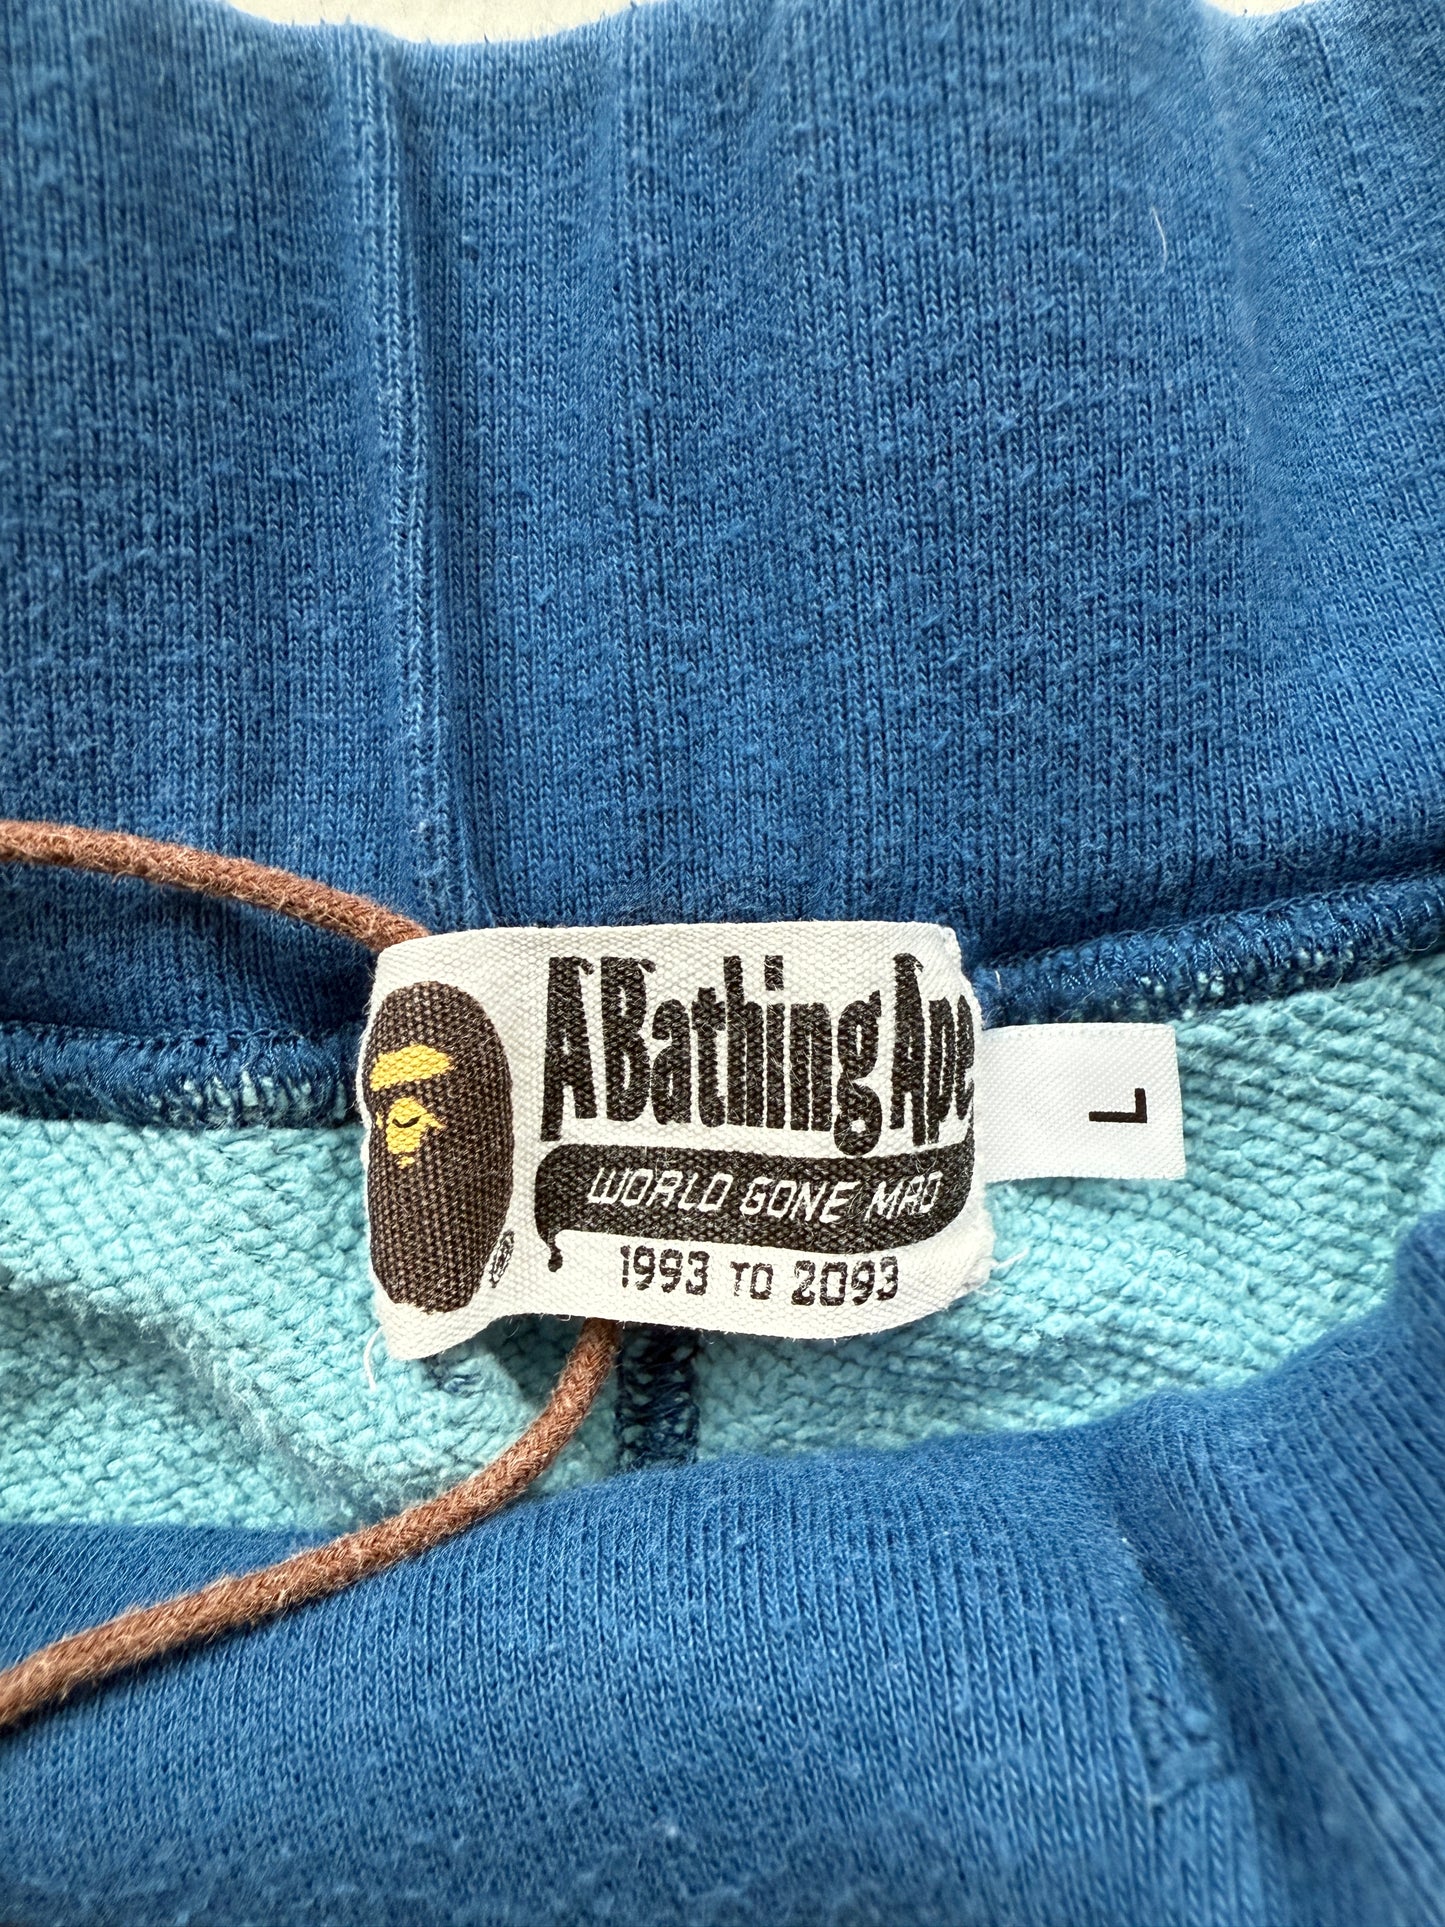 A Bathing Ape
WORLD GONE MAD
1993 TO 2093
L